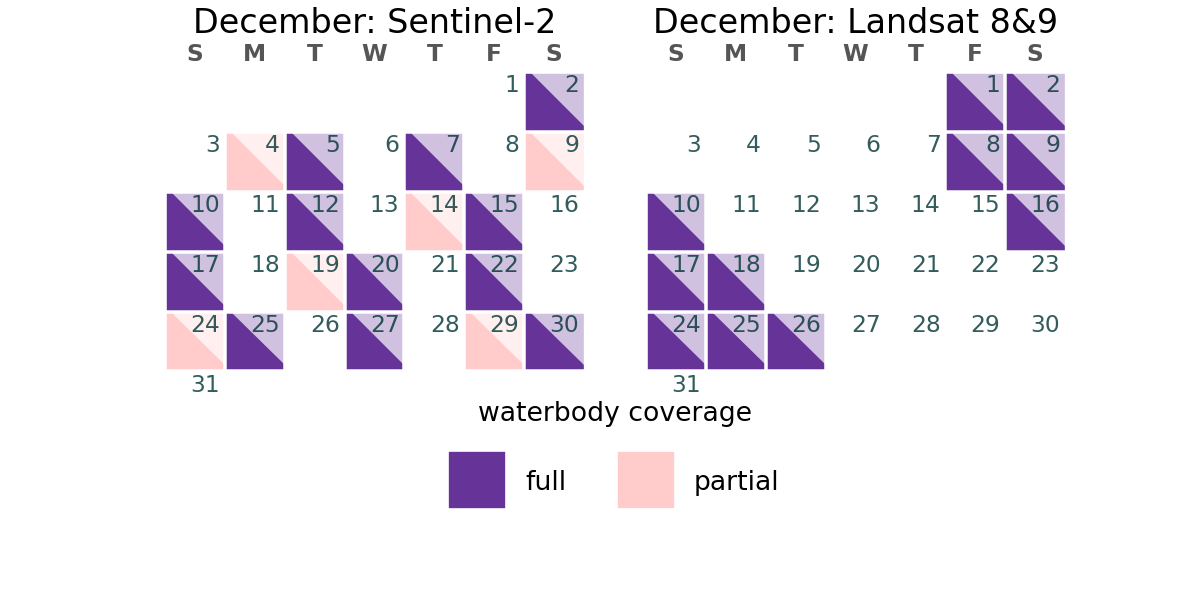 December: Sentinel-2
S M T W T F S
1 2
3 4 5 6 7 8 9
10 11 12 13 14 15 16
17 18 19 20 21 22 23
24 25 26 27 28 29 30
31
December: Landsat 8&9
S M T W T F S
1 2
3 4 5 6 7 8 9
10 11 12 13 14 15 16
17 18 19 20 21 22 23
24 25 26 27 28 29 30
31
waterbody coverage
full
partial